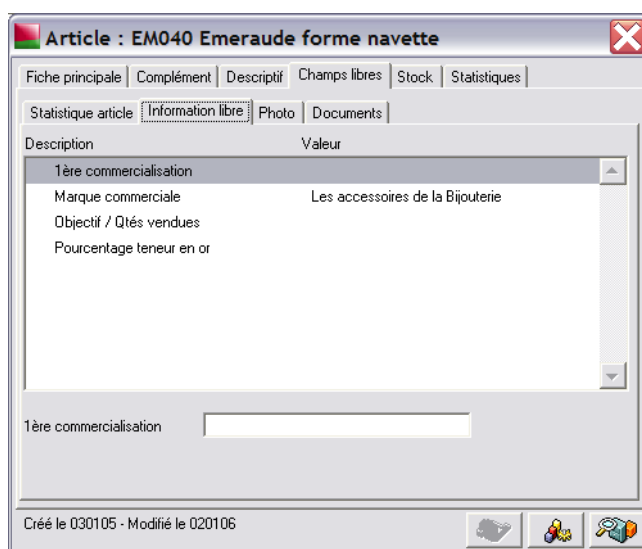 Article : EM040 Emeraude forme navette
Fiche principale Complément Descriptif Champs libres Stock Statistiques
Statistique article Information libre Photo Documents
Description Valeur
1ère commercialisation
Marque commerciale Les accessoires de la Bijouterie
Objectif / Qtés vendues
Pourcentage teneur en or
1ère commercialisation
Créé le 030105 - Modifié le 020106